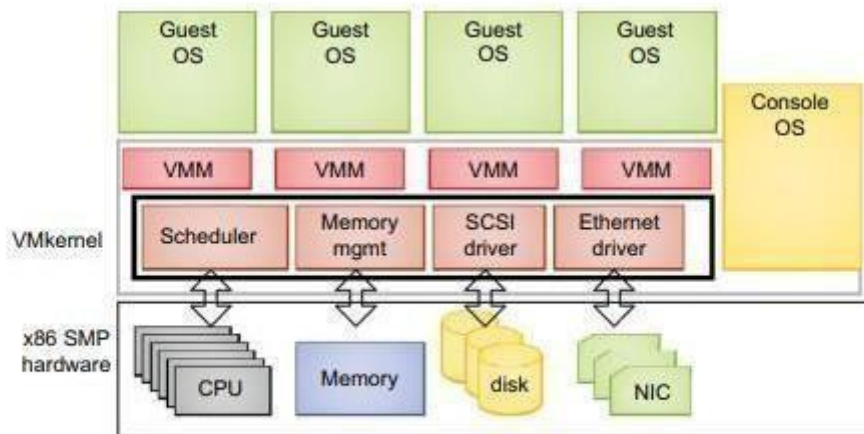 Guest
OS
Guest
OS
Guest
OS
Guest
OS
Console
OS
VMM
VMM
VMM
VMM
VMkernel
Scheduler
Memory
mgmt
SCSI
driver
Ethernet
driver
x86 SMP
hardware
CPU
Memory
disk
NIC